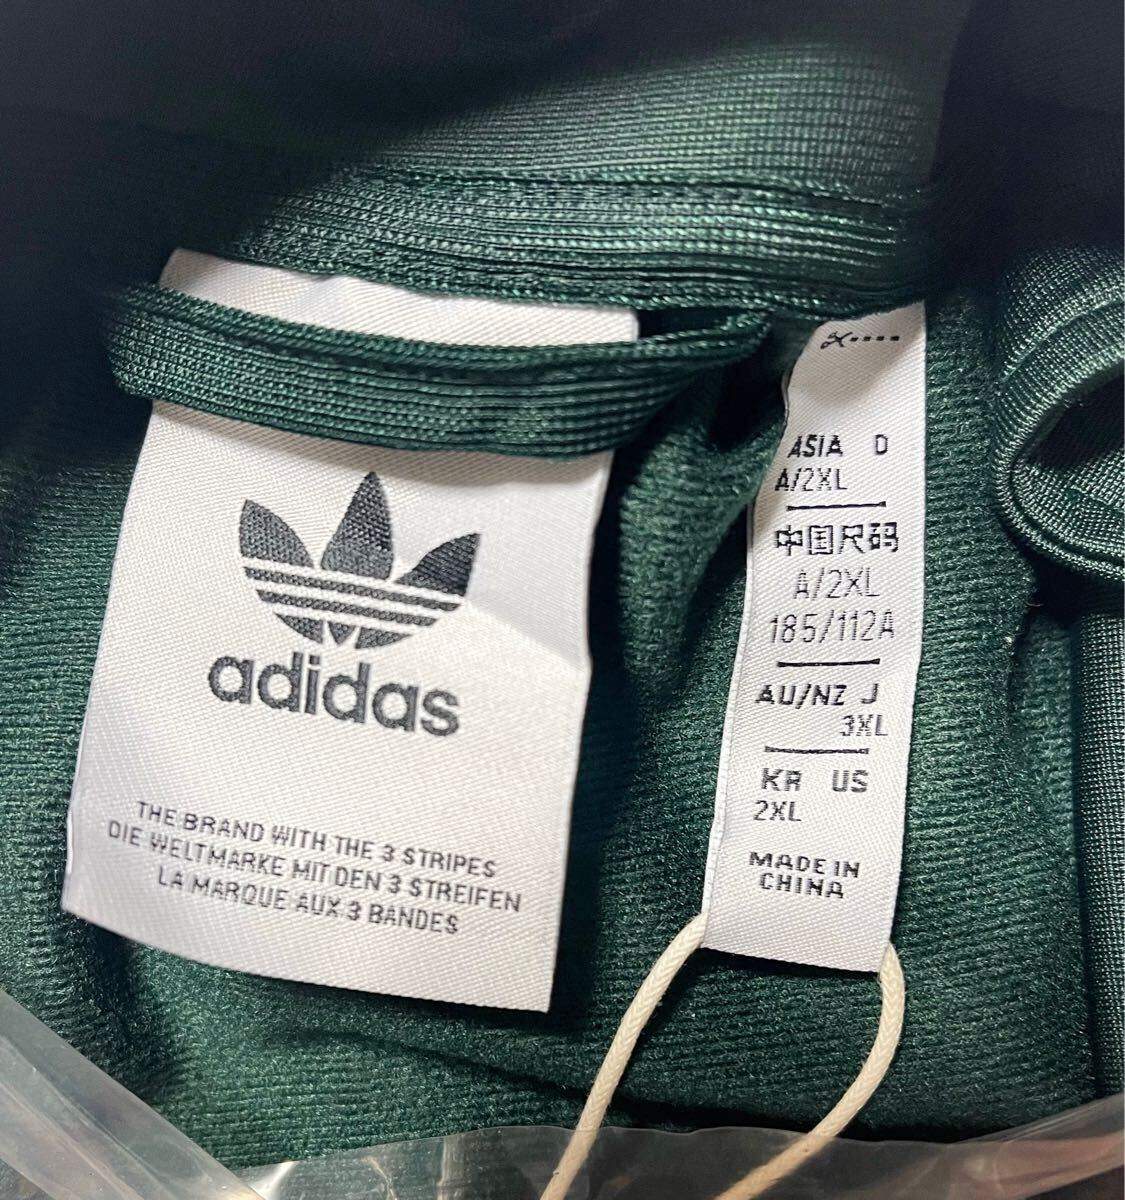 adidas
THE BRAND WITH THE 3 STRIPES
DIE WELTMARKE MIT DEN 3 STREIFEN
LA MARQUE AUX 3 BANDES
ASIA D
A/2XL
中国尺码
A/2XL
185/112A
AU/NZ J
3XL
KR US
2XL
MADE IN
CHINA